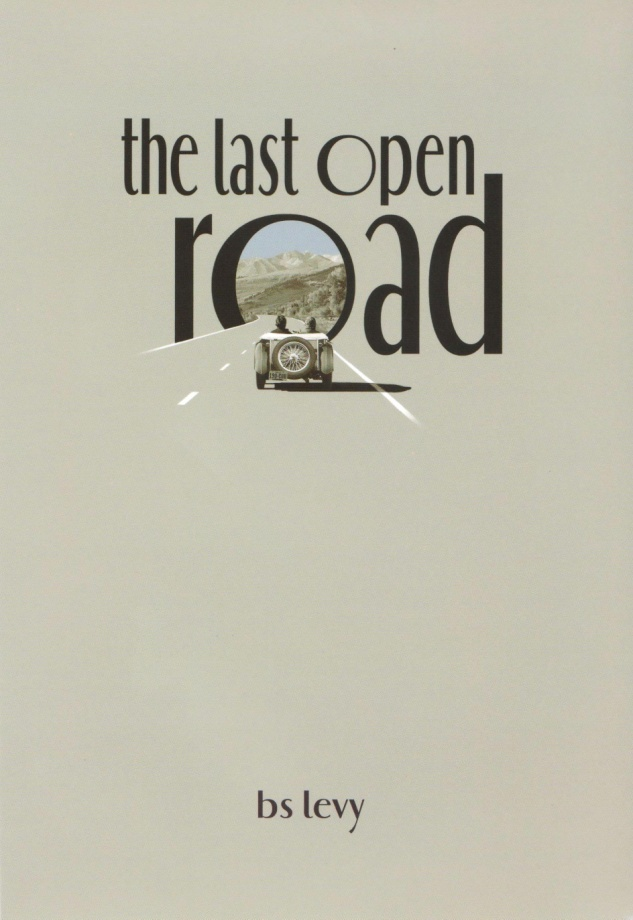 the last open
road
bs levy